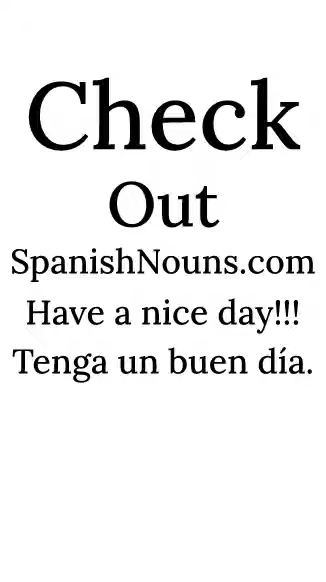 Check
Out
SpanishNouns.com
Have a nice day!!!
Tenga un buen día.